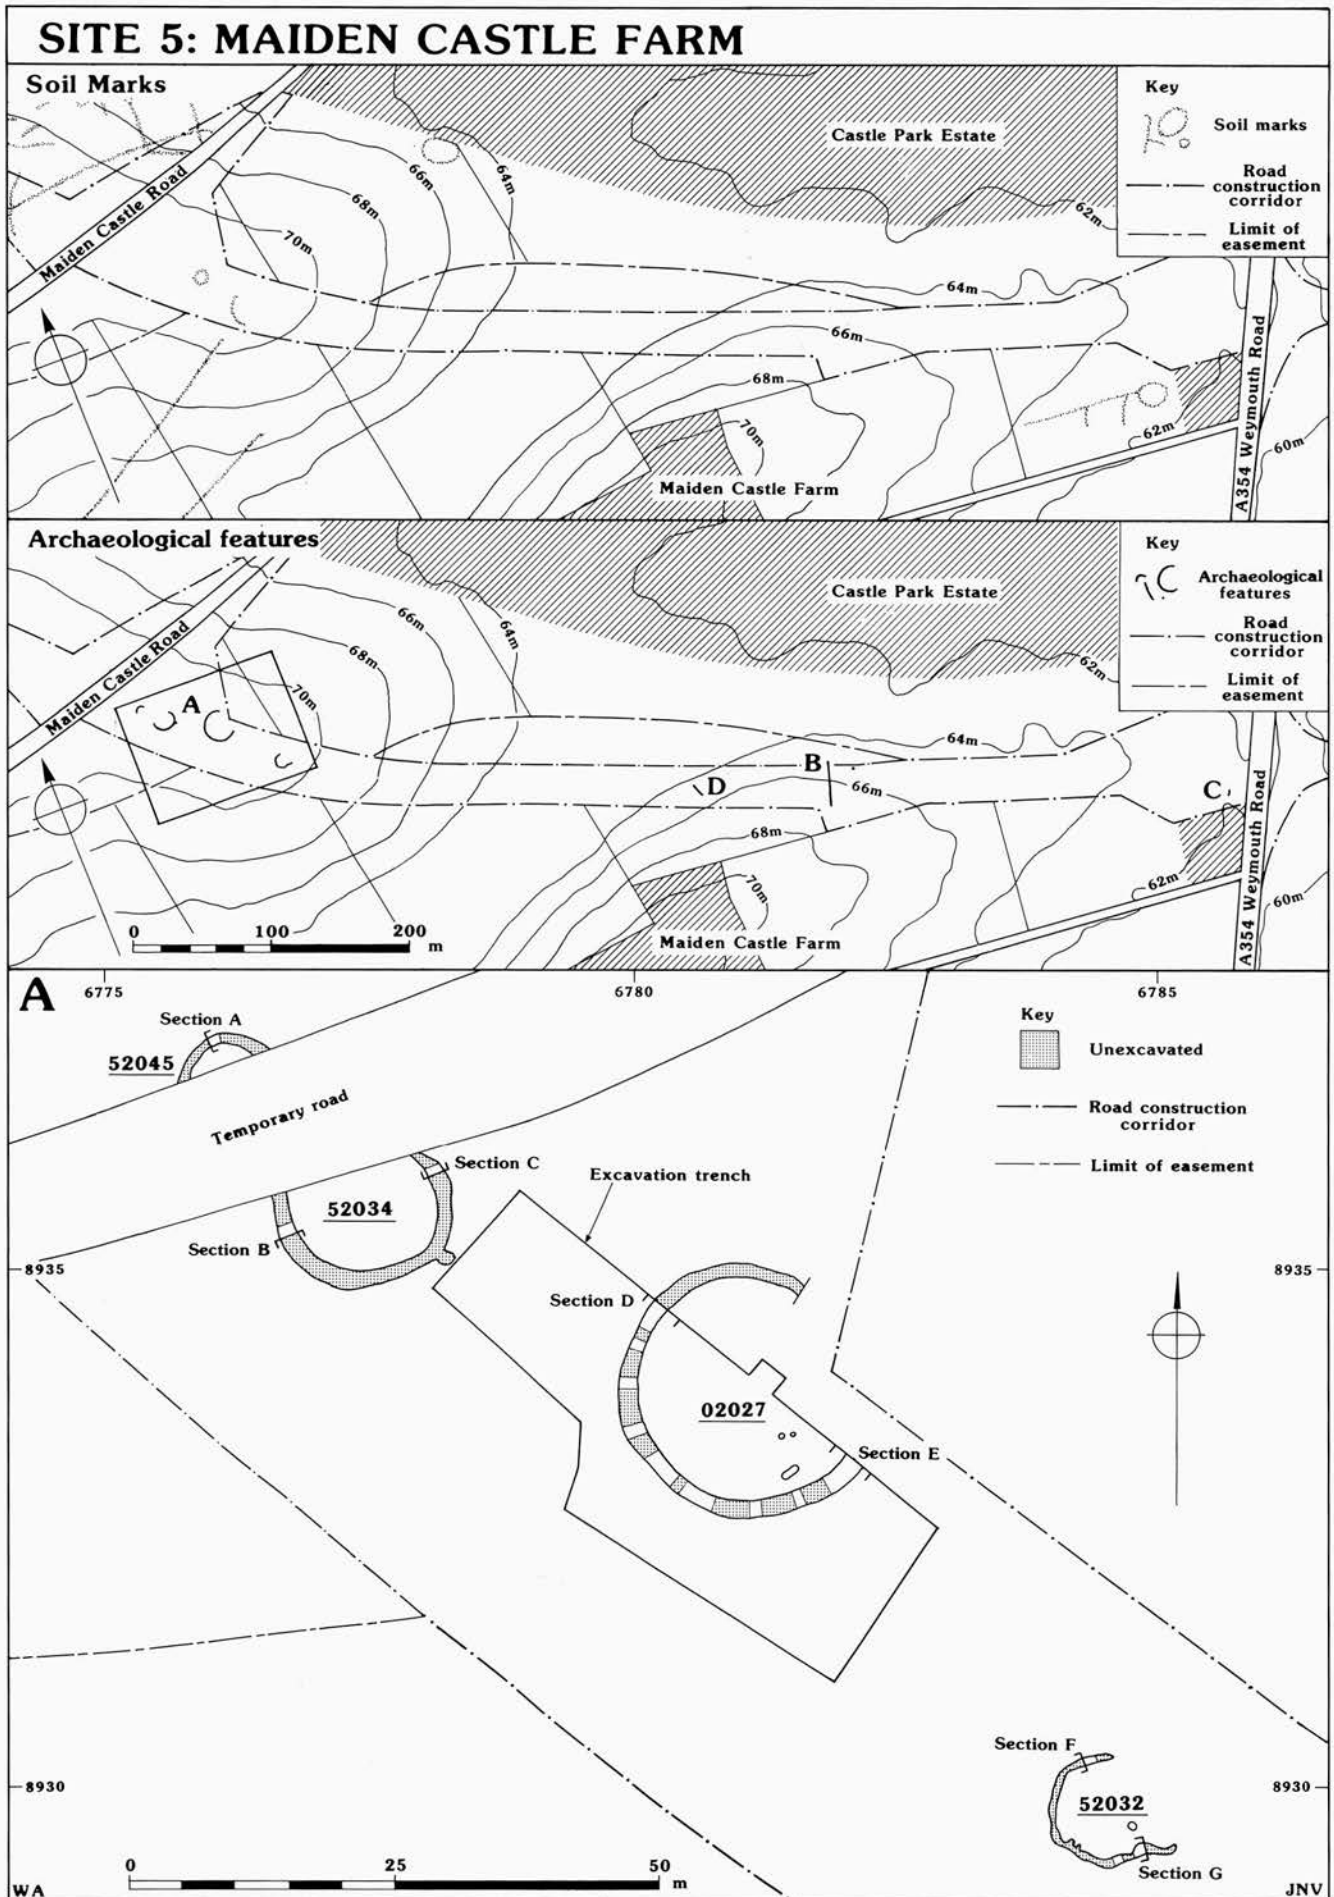 SITE 5: MAIDEN CASTLE FARM
Soil Marks
Key
Soil marks
Road
construction
corridor
Limit of
easement
Castle Park Estate
Maiden Castle Road
66m
64m
68m
70m
62m
64m
66m
68m
70m
62m
60m
A354 Weymouth Road
Maiden Castle Farm
Archaeological features
Key
Archaeological
features
Road
construction
corridor
Limit of
easement
Castle Park Estate
Maiden Castle Road
66m
64m
68m
70m
62m
A
B
C
D
64m
66m
68m
70m
62m
60m
A354 Weymouth Road
Maiden Castle Farm
0 100 200 m
A
6775 6780 6785
Key
Unexcavated
Road construction
corridor
Limit of easement
Section A
52045
Temporary road
Section C
52034
Section B
Excavation trench
8935 8935
Section D
02027
Section E
Section F
8930 8930
52032
Section G
0 25 50 m
WA JNV